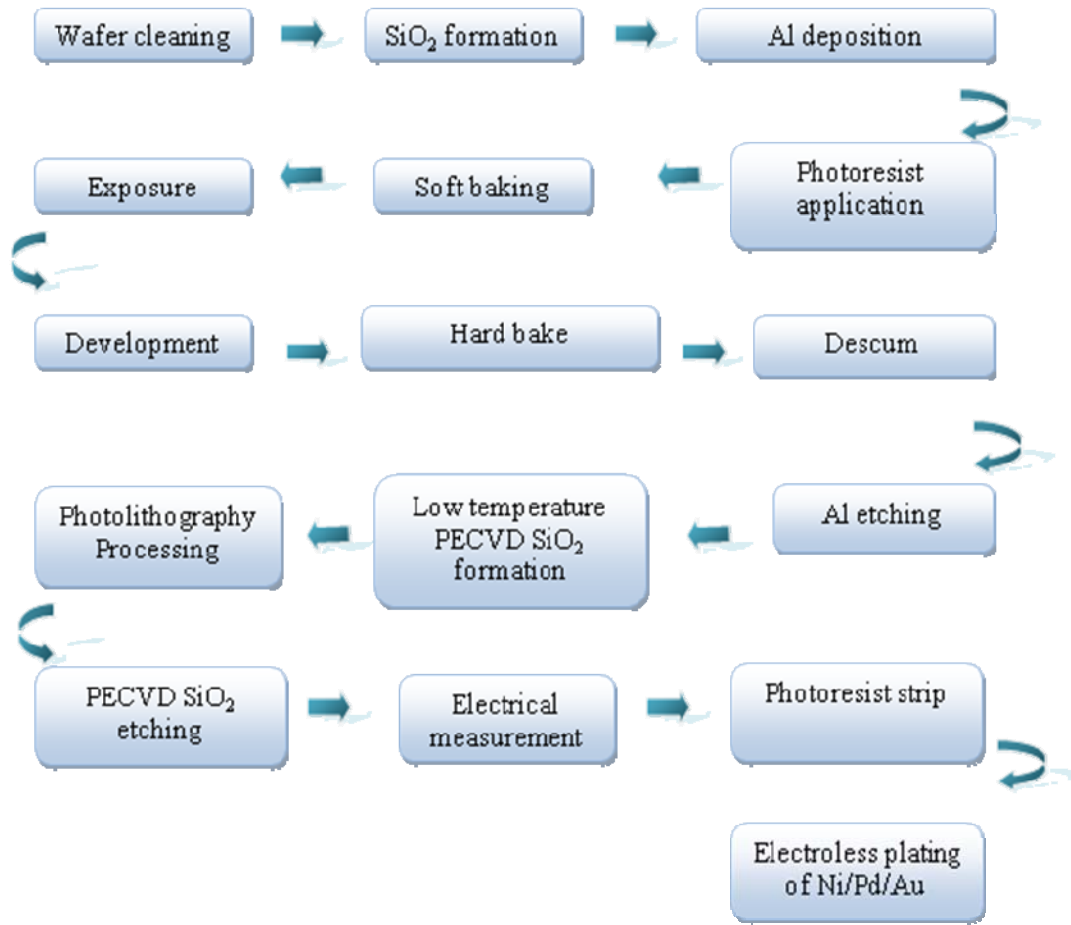 Wafer cleaning
SiO₂ formation
Al deposition
Photoresist
application
Soft baking
Exposure
Development
Hard bake
Descum
Al etching
Low temperature
PECVD SiO₂
formation
Photolithography
Processing
PECVD SiO₂
etching
Electrical
measurement
Photoresist strip
Electroless plating
of Ni/Pd/Au